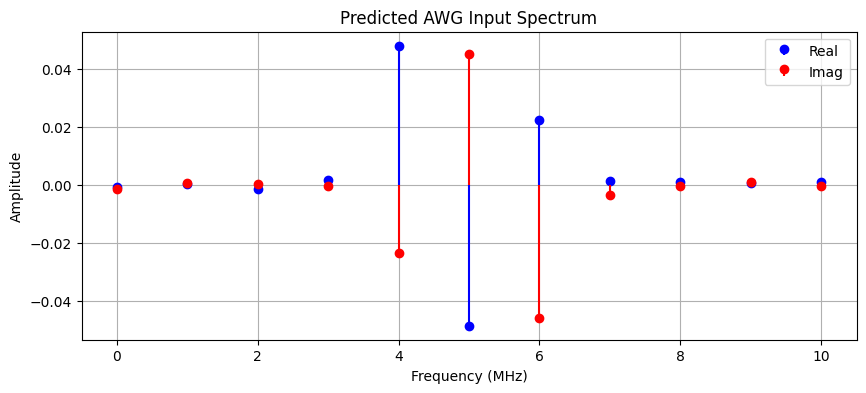 Predicted AWG Input Spectrum
Real
Imag
Amplitude
0.04
0.02
0.00
−0.02
−0.04
0 2 4 6 8 10
Frequency (MHz)